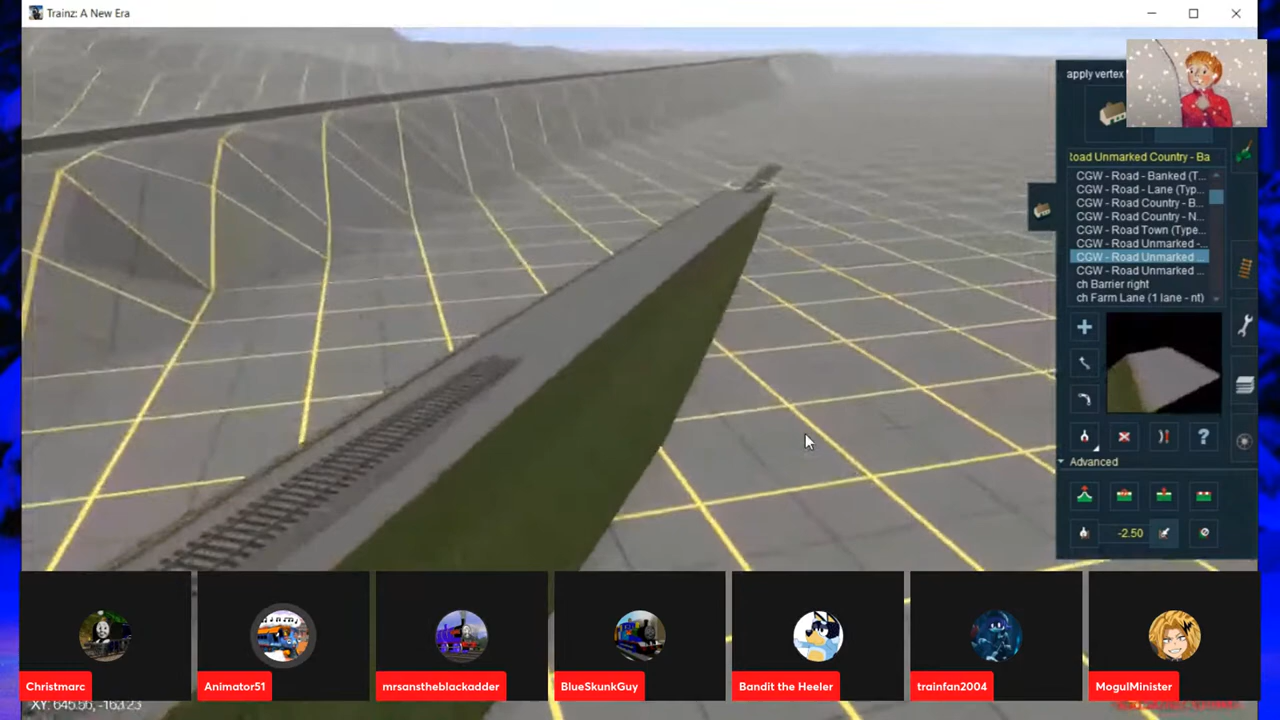 Trainz: A New Era
apply vertex
Road Unmarked Country - Ba
CGW - Road - Banked (T...
CGW - Road - Lane (Typ...
CGW - Road Country - B...
CGW - Road Country - N...
CGW - Road Town (Type...
CGW - Road Unmarked -...
CGW - Road Unmarked ...
CGW - Road Unmarked ...
ch Barrier right
ch Farm Lane (1 lane - nt)
?
Advanced
-2.50
Christmarc
Animator51
mrsanstheblackadder
BlueSkunkGuy
Bandit the Heeler
trainfan2004
MogulMinister